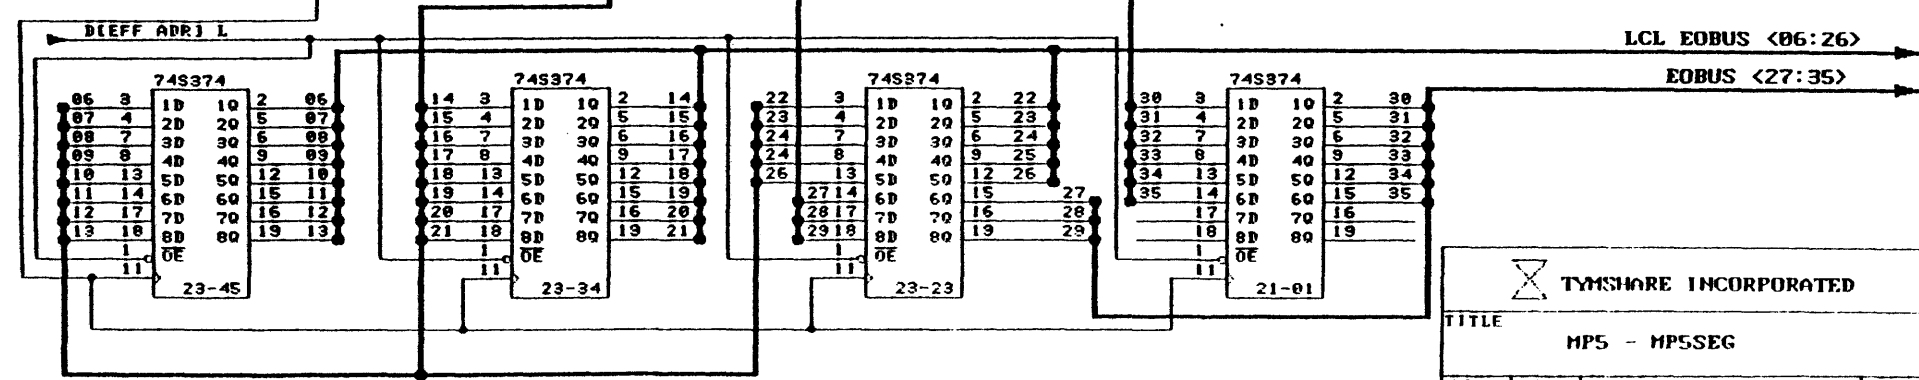 D[EFF ADR] L
LCL EOBUS <06:26>
EOBUS <27:35>
74S374 74S374 74S374 74S374
06 3 1D 1Q 2 06
07 4 2D 2Q 5 07
08 7 3D 3Q 6 08
09 8 4D 4Q 9 09
10 13 5D 5Q 12 10
11 14 6D 6Q 15 11
12 17 7D 7Q 16 12
13 18 8D 8Q 19 13
1 OE
11
23-45
14 3 1D 1Q 2 14
15 4 2D 2Q 5 15
16 7 3D 3Q 6 16
17 8 4D 4Q 9 17
18 13 5D 5Q 12 18
19 14 6D 6Q 15 19
20 17 7D 7Q 16 20
21 18 8D 8Q 19 21
1 OE
11
23-34
22 3 1D 1Q 2 22
23 4 2D 2Q 5 23
24 7 3D 3Q 6 24
24 8 4D 4Q 9 25
26 13 5D 5Q 12 26
27 14 6D 6Q 15 27
28 17 7D 7Q 16 28
29 18 8D 8Q 19 29
1 OE
11
23-23
30 3 1D 1Q 2 30
31 4 2D 2Q 5 31
32 7 3D 3Q 6 32
33 8 4D 4Q 9 33
34 13 5D 5Q 12 34
35 14 6D 6Q 15 35
17 7D 7Q 16
18 8D 8Q 19
1 OE
11
21-01
TYMSHARE INCORPORATED
TITLE
MP5 - MP5SEG